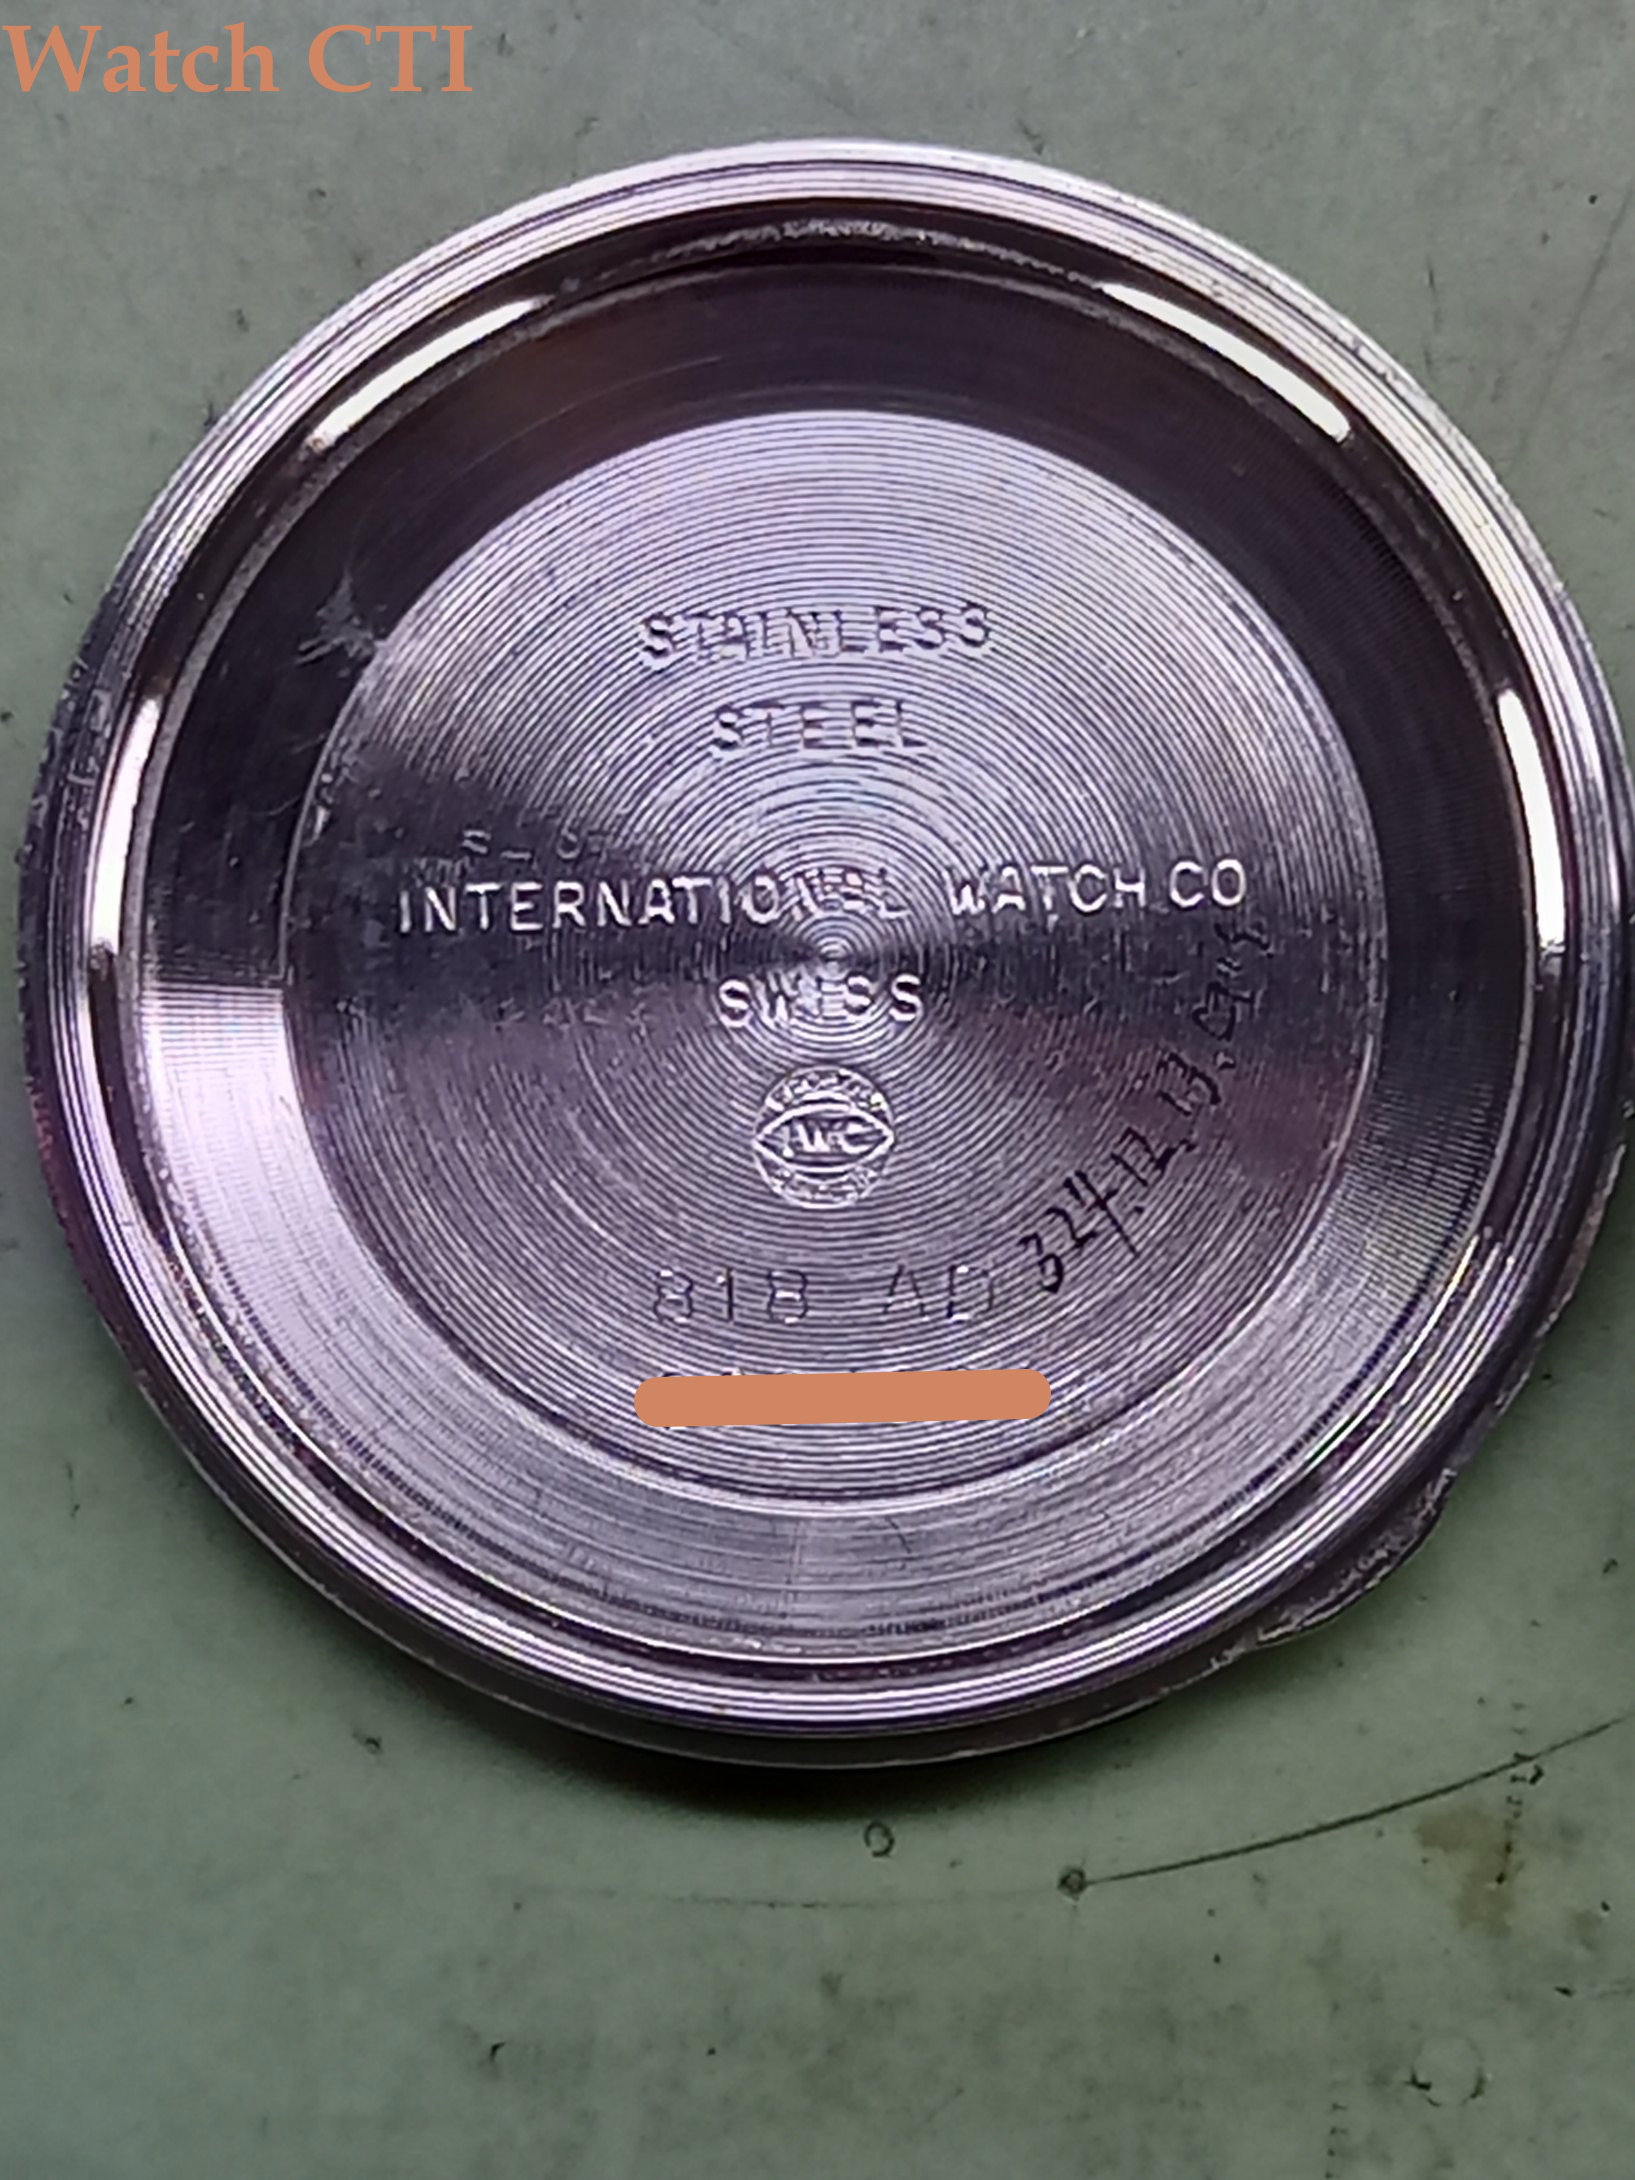 Watch CTI
STAINLESS
STEEL
INTERNATIONAL WATCH CO
SWISS
IWC
818 AD